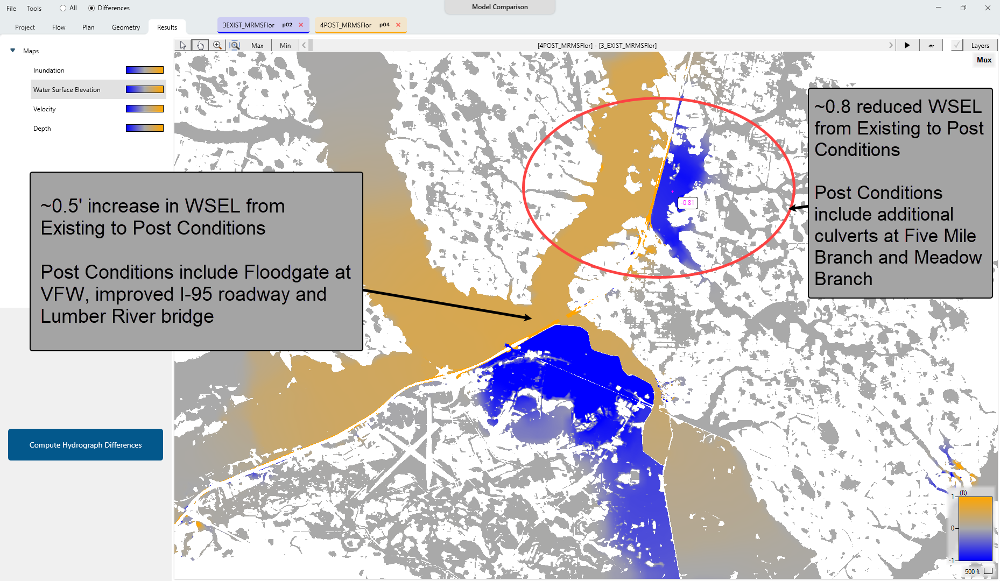 File Tools All Differences Model Comparison
Project Flow Plan Geometry Results 3EXIST_MRMSFlor p02 4POST_MRMSFlor p04
Max Min [4POST_MRMSFlor] - [3_EXIST_MRMSFlor] Layers
Maps
Max
Inundation
Water Surface Elevation
Velocity
Depth
~0.8 reduced WSEL
from Existing to Post
Conditions
Post Conditions
include additional
culverts at Five Mile
Branch and Meadow
Branch
-0.81
~0.5' increase in WSEL from
Existing to Post Conditions
Post Conditions include Floodgate at
VFW, improved I-95 roadway and
Lumber River bridge
Compute Hydrograph Differences
(ft)
1
0
-1
500 ft